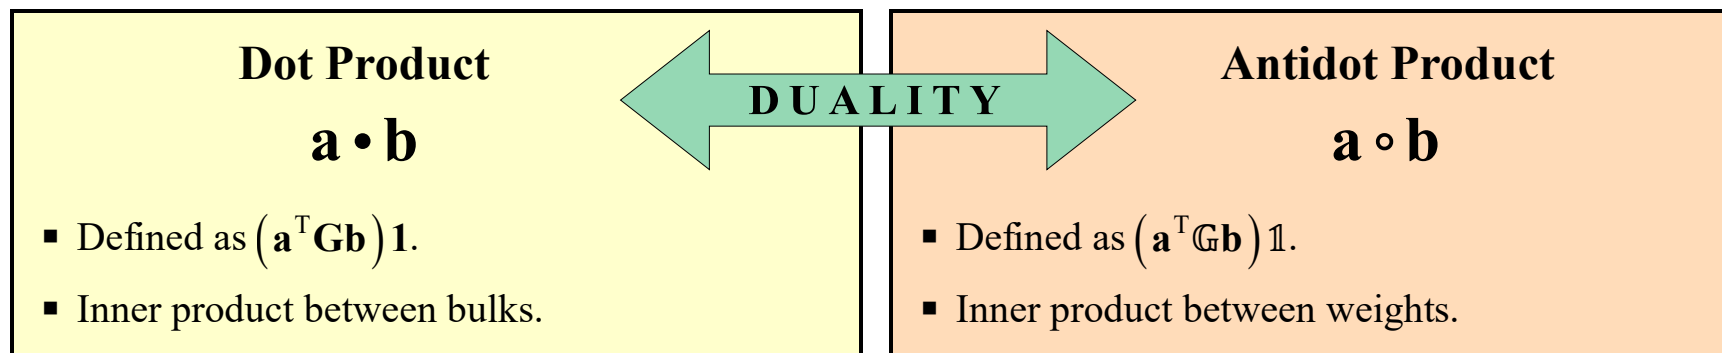 Dot Product
a • b
▪ Defined as (aᵀGb)1.
▪ Inner product between bulks.
DUALITY
Antidot Product
a ∘ b
▪ Defined as (aᵀ𝔾b)𝟙.
▪ Inner product between weights.